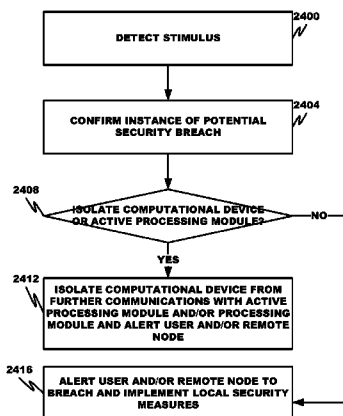 2400
DETECT STIMULUS
2404
CONFIRM INSTANCE OF POTENTIAL
SECURITY BREACH
2408
ISOLATE COMPUTATIONAL DEVICE
OR ACTIVE PROCESSING MODULE?
NO
YES
2412
ISOLATE COMPUTATIONAL DEVICE FROM
FURTHER COMMUNICATIONS WITH ACTIVE
PROCESSING MODULE AND/OR PROCESSING
MODULE AND ALERT USER AND/OR REMOTE
NODE
2416
ALERT USER AND/OR REMOTE NODE TO
BREACH AND IMPLEMENT LOCAL SECURITY
MEASURES